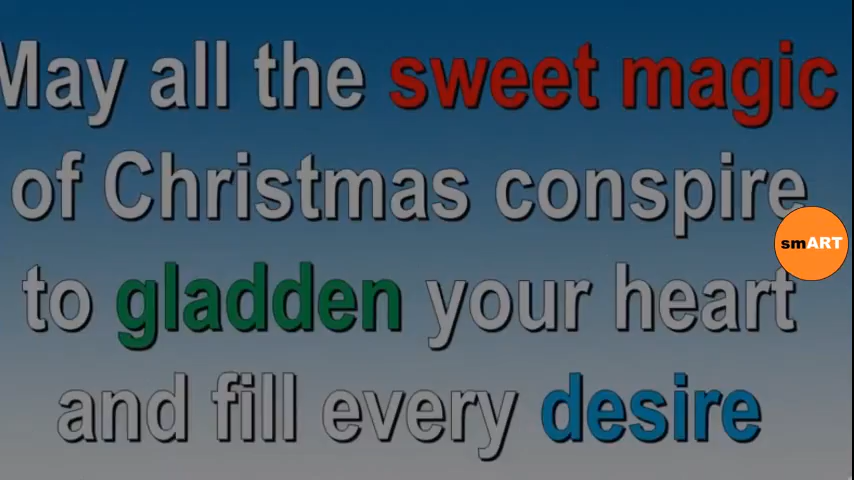 May all the sweet magic
of Christmas conspire
smART
to gladden your heart
and fill every desire